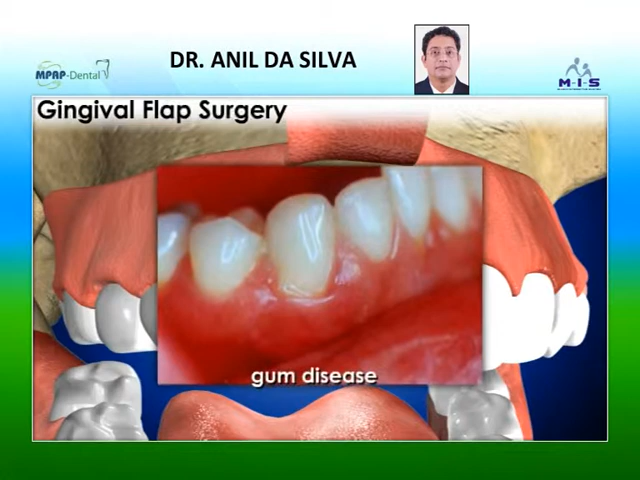 DR. ANIL DA SILVA
MPAP-Dental
M-I-S
Gingival Flap Surgery
gum disease